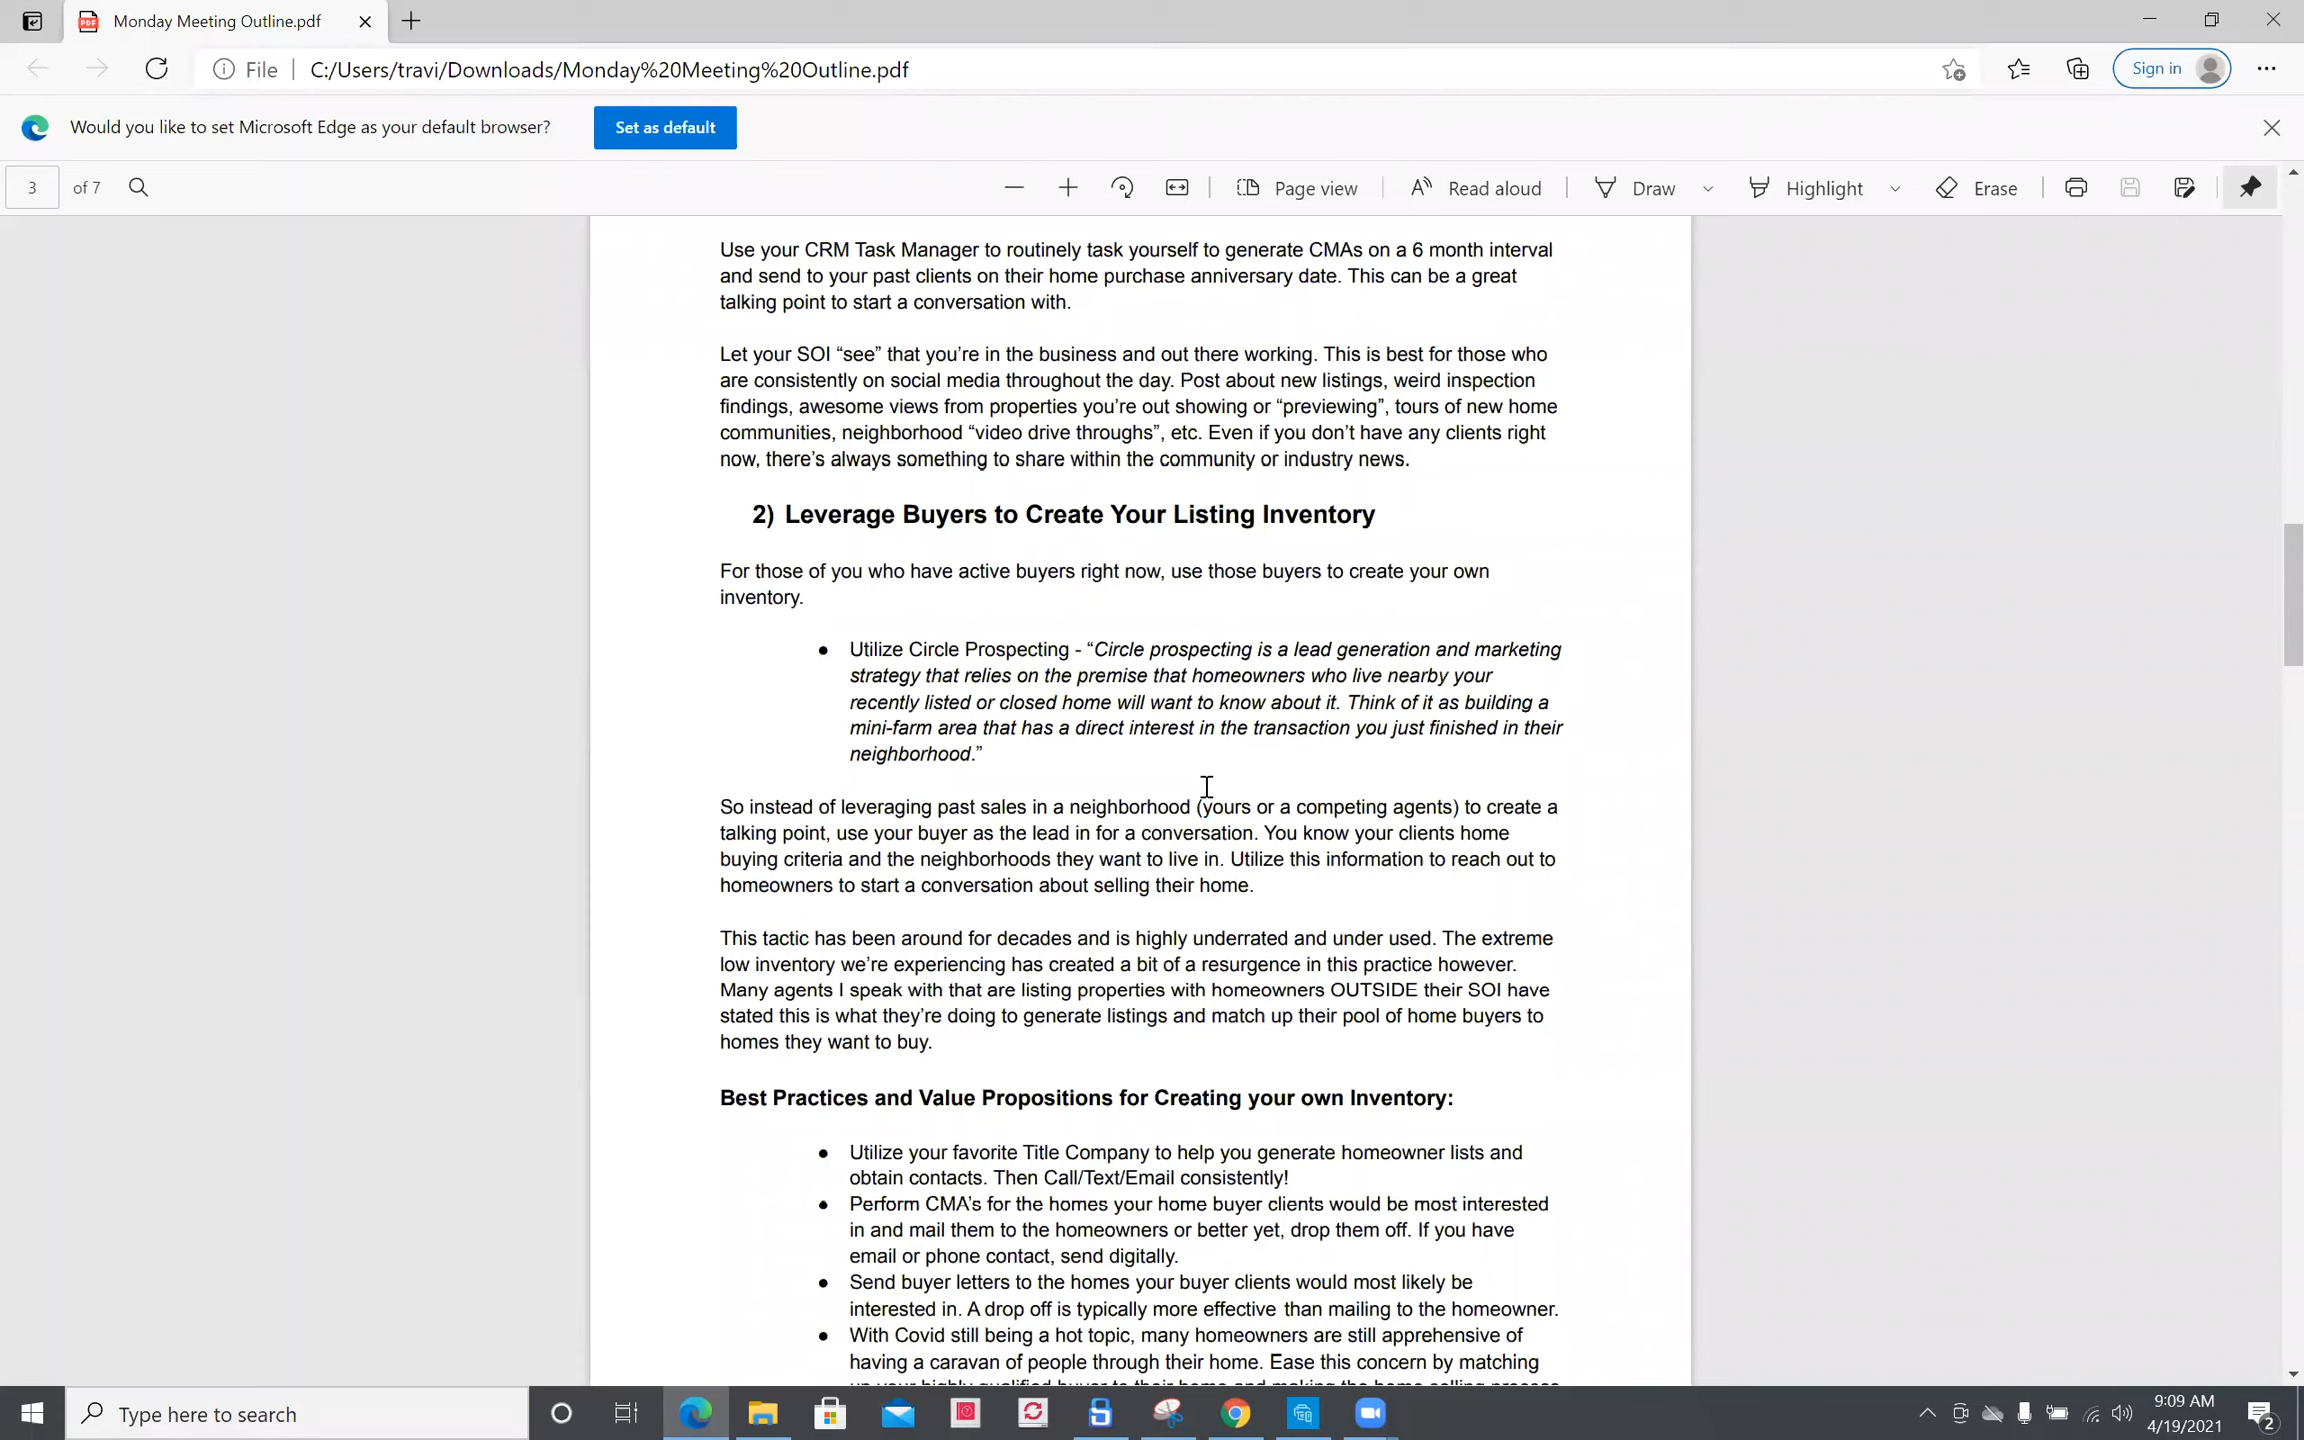 Monday Meeting Outline.pdf
File
C:/Users/travi/Downloads/Monday%20Meeting%20Outline.pdf
Sign in
Would you like to set Microsoft Edge as your default browser?
Set as default
3 of 7
Page view
Read aloud
Draw
Highlight
Erase
Use your CRM Task Manager to routinely task yourself to generate CMAs on a 6 month interval
and send to your past clients on their home purchase anniversary date. This can be a great
talking point to start a conversation with.
Let your SOI “see” that you’re in the business and out there working. This is best for those who
are consistently on social media throughout the day. Post about new listings, weird inspection
findings, awesome views from properties you’re out showing or “previewing”, tours of new home
communities, neighborhood “video drive throughs”, etc. Even if you don’t have any clients right
now, there’s always something to share within the community or industry news.
2) Leverage Buyers to Create Your Listing Inventory
For those of you who have active buyers right now, use those buyers to create your own
inventory.
● Utilize Circle Prospecting - “Circle prospecting is a lead generation and marketing
strategy that relies on the premise that homeowners who live nearby your
recently listed or closed home will want to know about it. Think of it as building a
mini-farm area that has a direct interest in the transaction you just finished in their
neighborhood.”
So instead of leveraging past sales in a neighborhood (yours or a competing agents) to create a
talking point, use your buyer as the lead in for a conversation. You know your clients home
buying criteria and the neighborhoods they want to live in. Utilize this information to reach out to
homeowners to start a conversation about selling their home.
This tactic has been around for decades and is highly underrated and under used. The extreme
low inventory we’re experiencing has created a bit of a resurgence in this practice however.
Many agents I speak with that are listing properties with homeowners OUTSIDE their SOI have
stated this is what they’re doing to generate listings and match up their pool of home buyers to
homes they want to buy.
Best Practices and Value Propositions for Creating your own Inventory:
● Utilize your favorite Title Company to help you generate homeowner lists and
obtain contacts. Then Call/Text/Email consistently!
● Perform CMA’s for the homes your home buyer clients would be most interested
in and mail them to the homeowners or better yet, drop them off. If you have
email or phone contact, send digitally.
● Send buyer letters to the homes your buyer clients would most likely be
interested in. A drop off is typically more effective than mailing to the homeowner.
● With Covid still being a hot topic, many homeowners are still apprehensive of
having a caravan of people through their home. Ease this concern by matching
up your highly qualified buyer to their home and making the home selling process
Type here to search
9:09 AM
4/19/2021
2